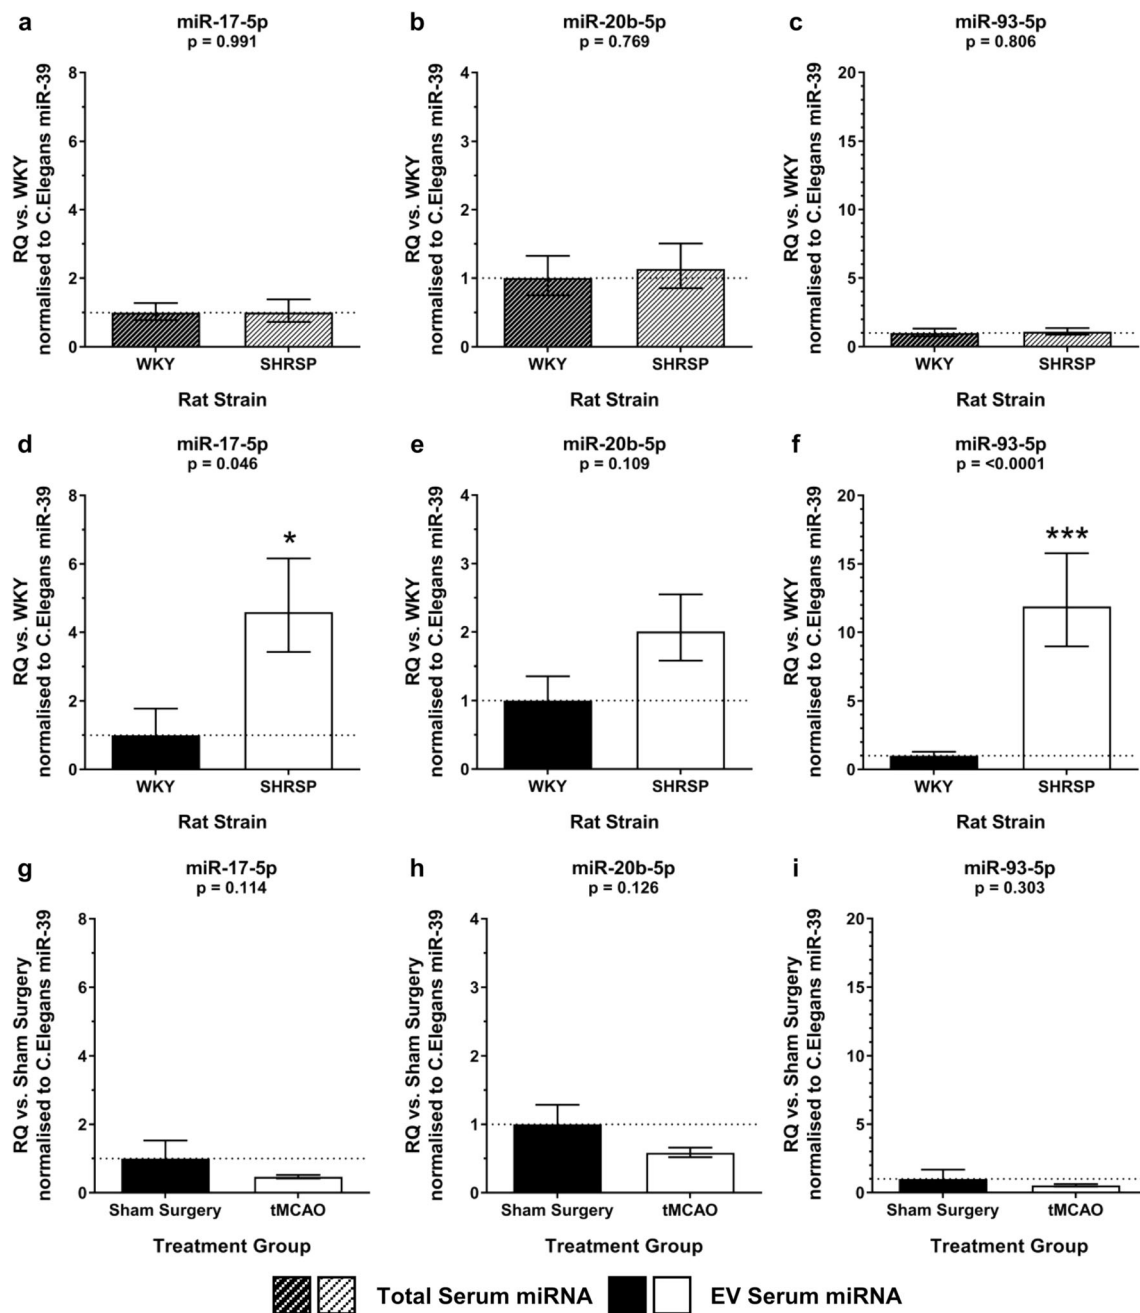 a
miR-17-5p
p = 0.991
RQ vs. WKY
normalised to C.Elegans miR-39
8
6
4
2
0
WKY SHRSP
Rat Strain
b
miR-20b-5p
p = 0.769
RQ vs. WKY
normalised to C.Elegans miR-39
4
3
2
1
0
WKY SHRSP
Rat Strain
c
miR-93-5p
p = 0.806
RQ vs. WKY
normalised to C.Elegans miR-39
20
15
10
5
0
WKY SHRSP
Rat Strain
d
miR-17-5p
p = 0.046
RQ vs. WKY
normalised to C.Elegans miR-39
8
6
4
2
0
*
WKY SHRSP
Rat Strain
e
miR-20b-5p
p = 0.109
RQ vs. WKY
normalised to C.Elegans miR-39
4
3
2
1
0
WKY SHRSP
Rat Strain
f
miR-93-5p
p = <0.0001
RQ vs. WKY
normalised to C.Elegans miR-39
20
15
10
5
0
***
WKY SHRSP
Rat Strain
g
miR-17-5p
p = 0.114
RQ vs. Sham Surgery
normalised to C.Elegans miR-39
8
6
4
2
0
Sham Surgery tMCAO
Treatment Group
h
miR-20b-5p
p = 0.126
RQ vs. Sham Surgery
normalised to C.Elegans miR-39
4
3
2
1
0
Sham Surgery tMCAO
Treatment Group
i
miR-93-5p
p = 0.303
RQ vs. Sham Surgery
normalised to C.Elegans miR-39
20
15
10
5
0
Sham Surgery tMCAO
Treatment Group
Total Serum miRNA EV Serum miRNA